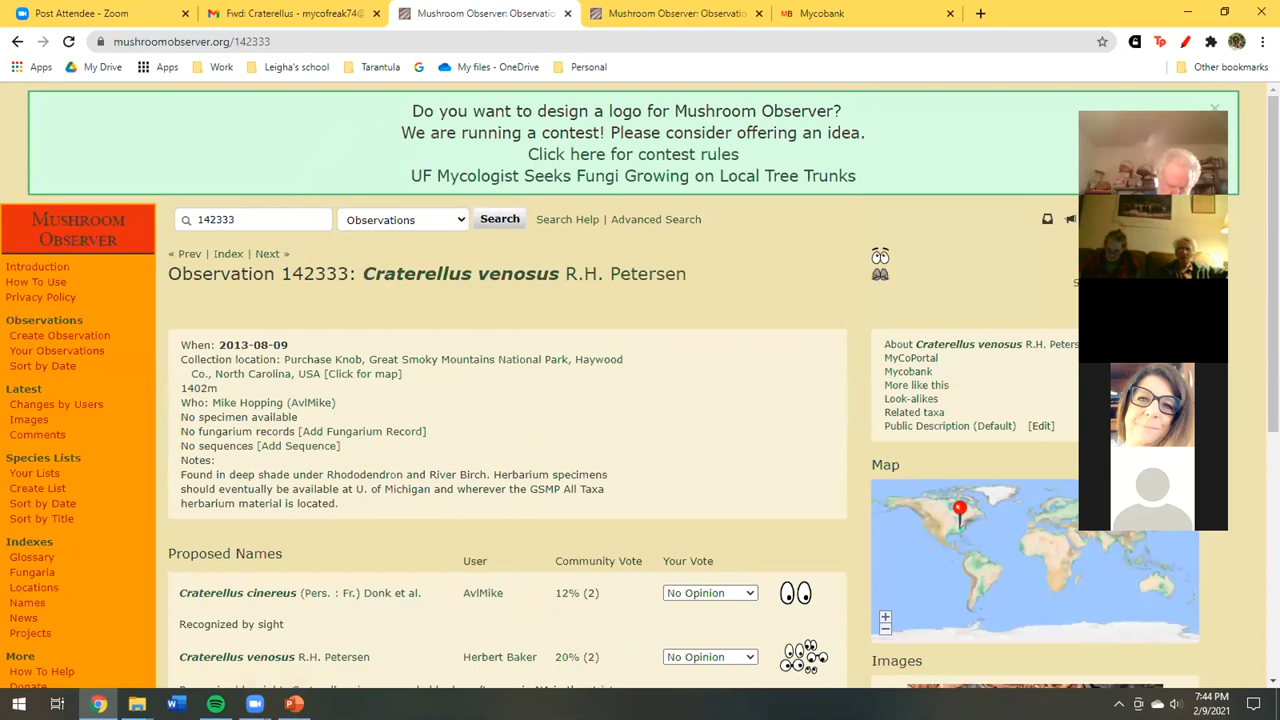 Post Attendee - Zoom
Fwd: Craterellus - mycofreak74@
Mushroom Observer: Observatio
Mushroom Observer: Observatio
MB Mycobank
mushroomobserver.org/142333
Apps
My Drive
Apps
Work
Leigha's school
Tarantula
My files - OneDrive
Personal
Other bookmarks
Do you want to design a logo for Mushroom Observer?
We are running a contest! Please consider offering an idea.
Click here for contest rules
UF Mycologist Seeks Fungi Growing on Local Tree Trunks
MUSHROOM
OBSERVER
Introduction
How To Use
Privacy Policy
Observations
Create Observation
Your Observations
Sort by Date
Latest
Changes by Users
Images
Comments
Species Lists
Your Lists
Create List
Sort by Date
Sort by Title
Indexes
Glossary
Fungaria
Locations
Names
News
Projects
More
How To Help
Donate
142333
Observations
Search
Search Help | Advanced Search
« Prev | Index | Next »
Observation 142333: Craterellus venosus R.H. Petersen
When: 2013-08-09
Collection location: Purchase Knob, Great Smoky Mountains National Park, Haywood
Co., North Carolina, USA [Click for map]
1402m
Who: Mike Hopping (AvlMike)
No specimen available
No fungarium records [Add Fungarium Record]
No sequences [Add Sequence]
Notes:
Found in deep shade under Rhododendron and River Birch. Herbarium specimens
should eventually be available at U. of Michigan and wherever the GSMP All Taxa
herbarium material is located.
Proposed Names
User
Community Vote
Your Vote
Craterellus cinereus (Pers. : Fr.) Donk et al.
AvlMike
12% (2)
No Opinion
Recognized by sight
Craterellus venosus R.H. Petersen
Herbert Baker
20% (2)
No Opinion
About Craterellus venosus R.H. Peters
MyCoPortal
Mycobank
More like this
Look-alikes
Related taxa
Public Description (Default) [Edit]
Map
+
−
Images
7:44 PM
2/9/2021